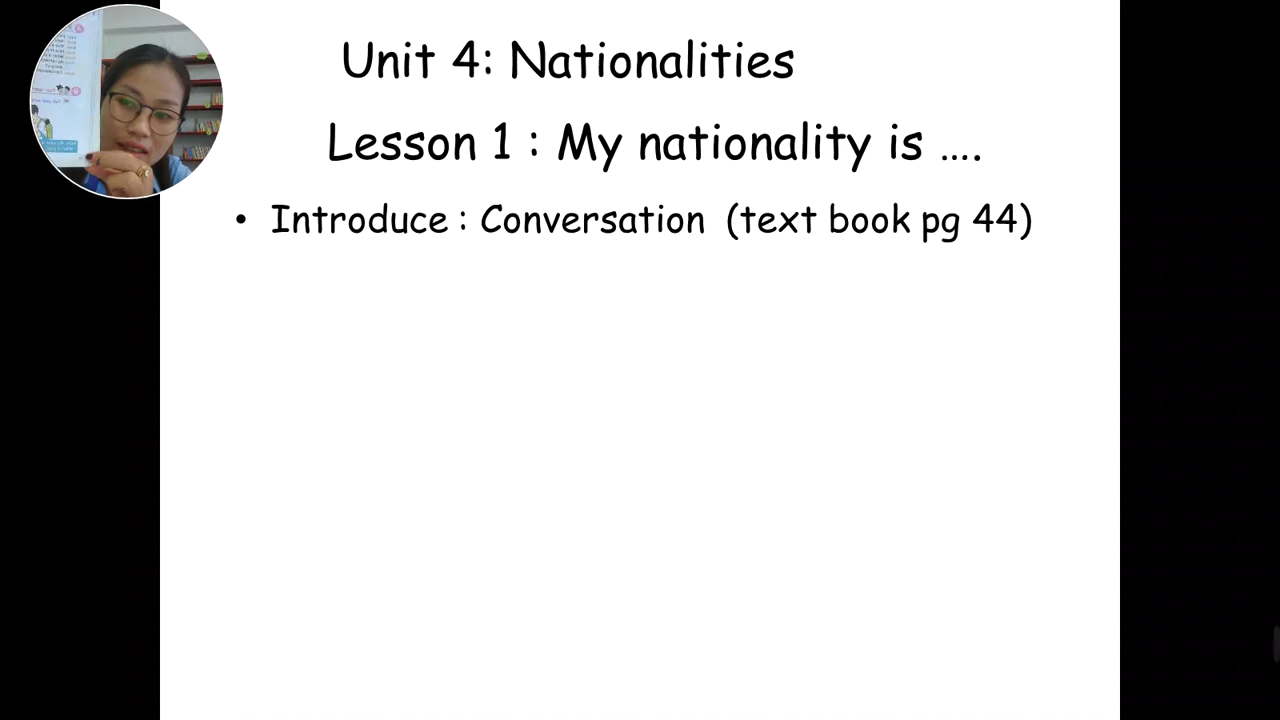 Unit 4: Nationalities
Lesson 1 : My nationality is ....
• Introduce : Conversation (text book pg 44)